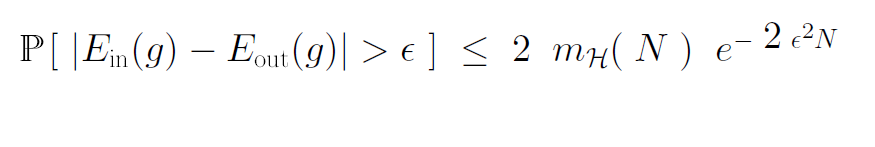 ℙ[ |E_in(g) − E_out(g)| > ϵ ] ≤ 2 m_ℋ( N ) e^{− 2 ϵ²N}